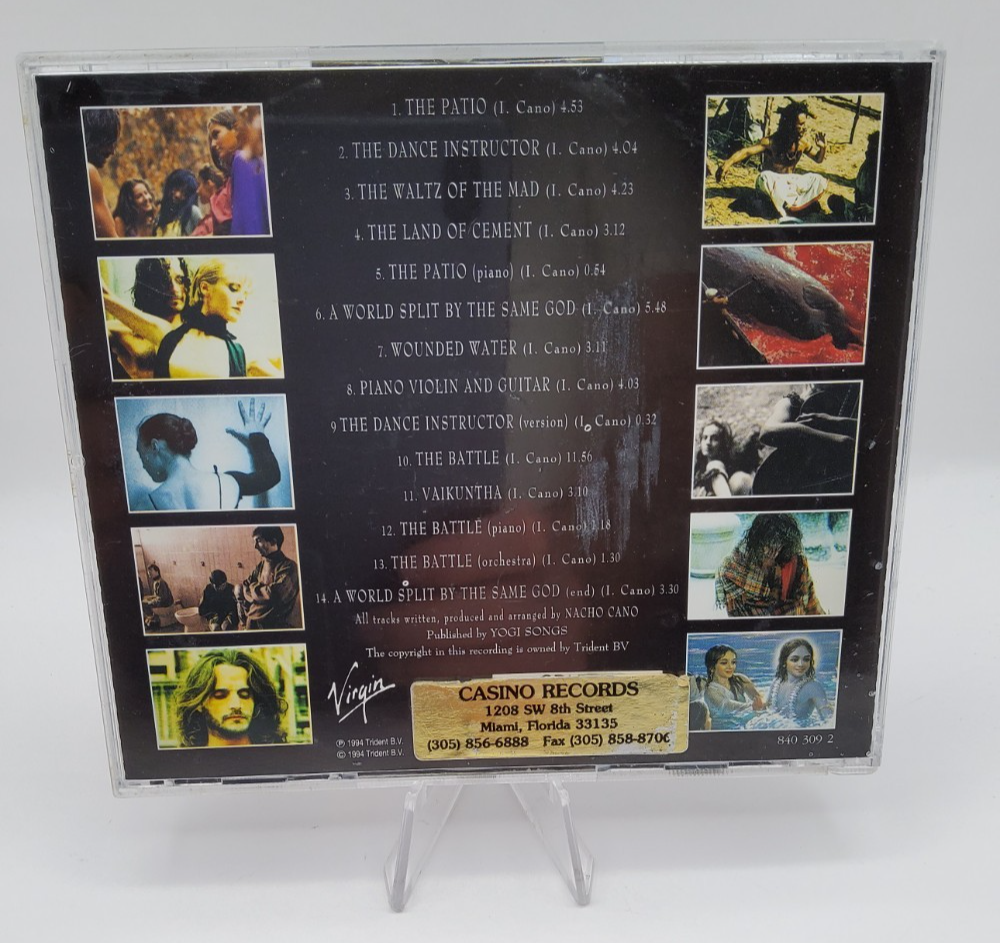 1. THE PATIO (I. Cano) 4.53
2. THE DANCE INSTRUCTOR (I. Cano) 4.04
3. THE WALTZ OF THE MAD (I. Cano) 4.23
4. THE LAND OF CEMENT (I. Cano) 3.12
5. THE PATIO (piano) (I. Cano) 0.54
6. A WORLD SPLIT BY THE SAME GOD (I. Cano) 5.48
7. WOUNDED WATER (I. Cano) 3.11
8. PIANO VIOLIN AND GUITAR (I. Cano) 4.03
9 THE DANCE INSTRUCTOR (version) (I. Cano) 0.32
10. THE BATTLE (I. Cano) 11.56
11. VAIKUNTHA (I. Cano) 3.10
12. THE BATTLE (piano) (I. Cano)
13. THE BATTLE (orchestra) (I. Cano) 1.30
14. A WORLD SPLIT BY THE SAME GOD (end) (I. Cano) 3.30
All tracks written, produced and arranged by NACHO CANO
Published by YOGI SONGS
The copyright in this recording is owned by Trident BV
Virgin
℗ 1994 Trident B.V.
© 1994 Trident B.V.
CASINO RECORDS
1208 SW 8th Street
Miami, Florida 33135
(305) 856-6888 Fax (305) 858-870
840 309 2